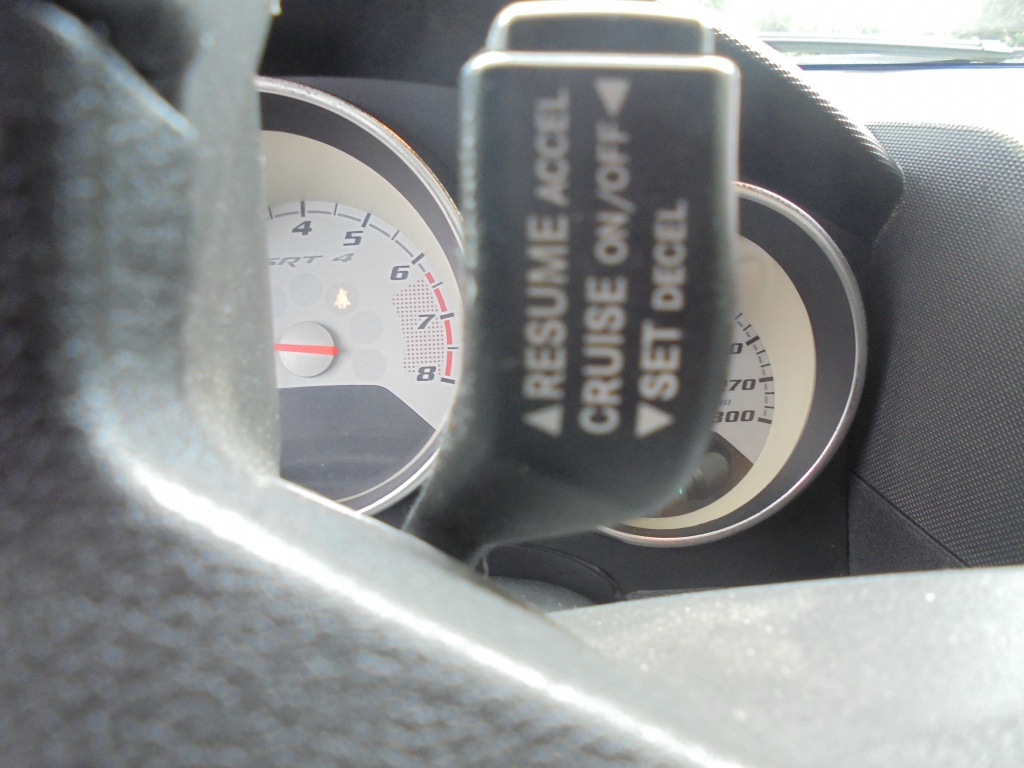 ▲RESUME ACCEL
CRUISE ON/OFF ▲
▼SET DECEL
4
5
6
7
8
SRT 4
270
300